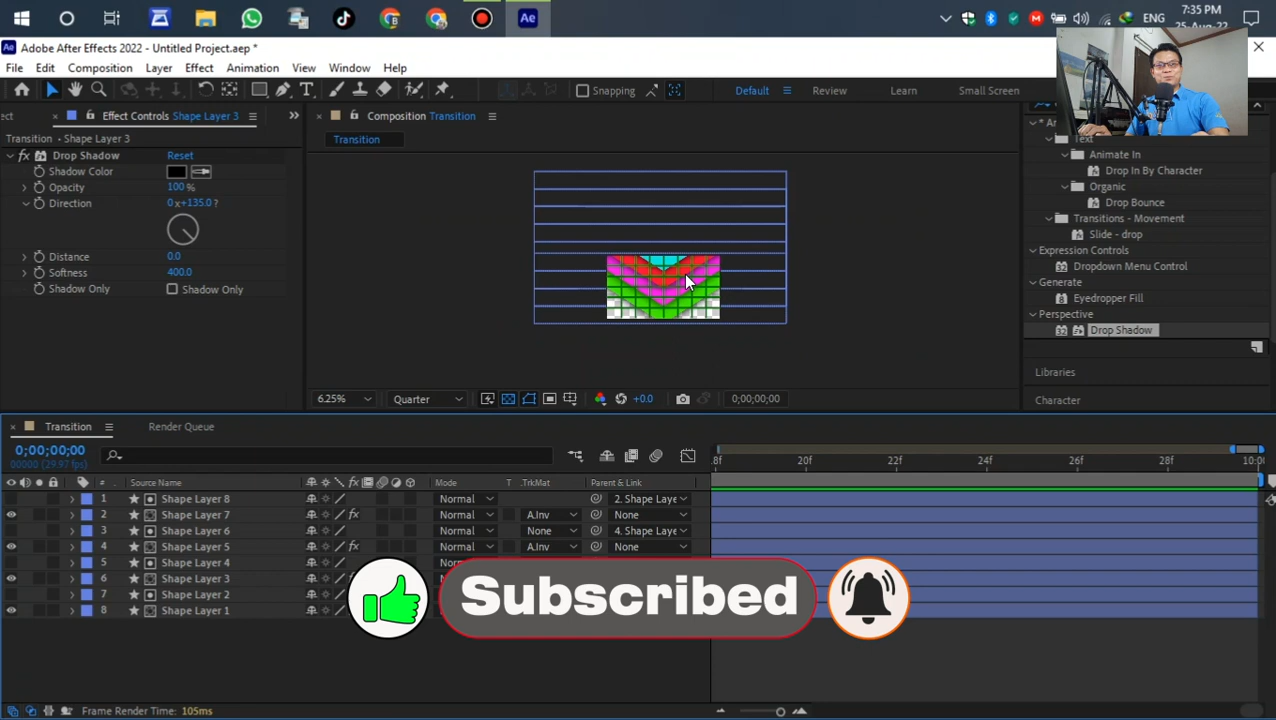 7:35 PM
ENG
25-Aug-22
Adobe After Effects 2022 - Untitled Project.aep *
File Edit Composition Layer Effect Animation View Window Help
Snapping
Default Review Learn Small Screen
Effect Controls Shape Layer 3
Composition Transition
Transition • Shape Layer 3
Transition
fx Drop Shadow Reset
Shadow Color
Opacity 100 %
Direction 0 x+135.0 ?
Distance 0.0
Softness 400.0
Shadow Only Shadow Only
Text
Animate In
Drop In By Character
Organic
Drop Bounce
Transitions - Movement
Slide - drop
Expression Controls
Dropdown Menu Control
Generate
Eyedropper Fill
Perspective
Drop Shadow
Libraries
Character
6.25% Quarter +0.0 0;00;00;00
Transition Render Queue
0;00;00;00
00000 (29.97 fps)
20f 22f 24f 26f 28f 10:00
# Source Name fx Mode T .TrkMat Parent & Link
1 Shape Layer 8 Normal 2. Shape Laye
2 Shape Layer 7 fx Normal A.Inv None
3 Shape Layer 6 Normal None 4. Shape Laye
4 Shape Layer 5 fx Normal A.Inv None
5 Shape Layer 4
6 Shape Layer 3
7 Shape Layer 2
8 Shape Layer 1
Subscribed
Frame Render Time: 105ms